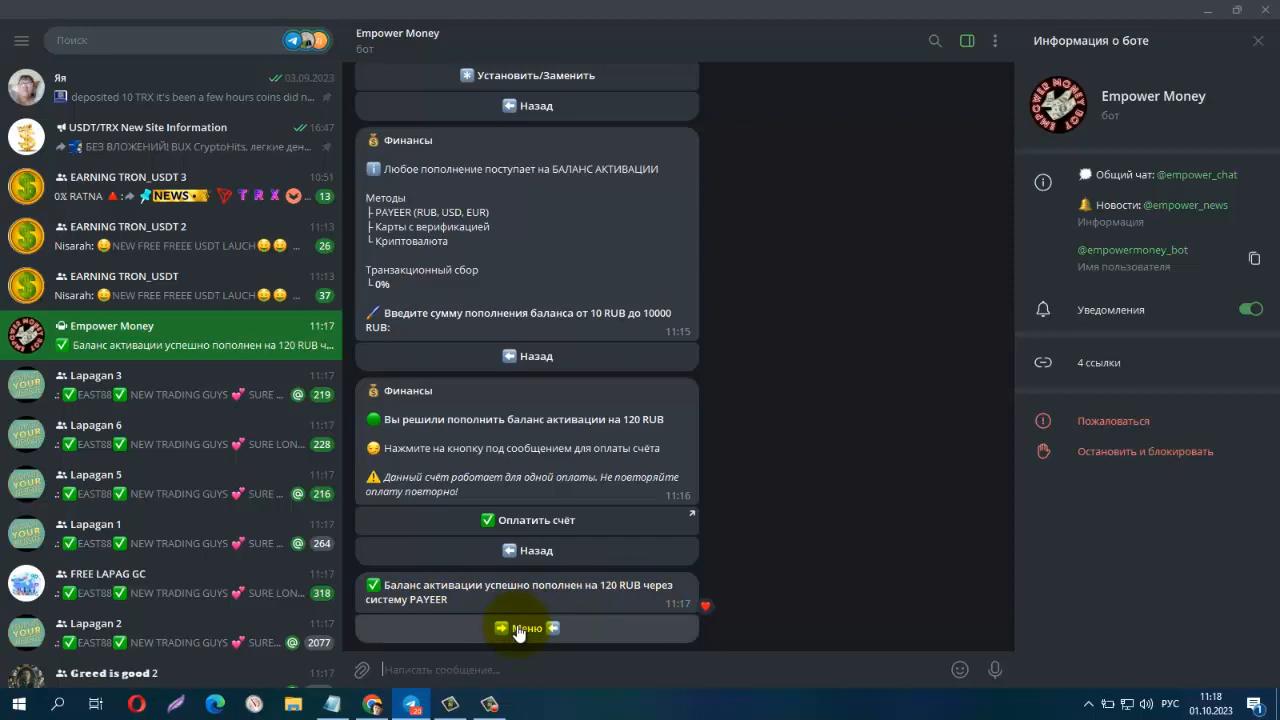 Поиск
Яя
03.09.2023
deposited 10 TRX it's been a few hours coins did n...
USDT/TRX New Site Information
16:47
БЕЗ ВЛОЖЕНИЙ! BUX CryptoHits, легкие ден...
EARNING TRON_USDT 3
10:51
0X RATNA 🔺: 📌 NEWS • T R X ...
13
EARNING TRON_USDT 2
11:13
Nisarah: 🤑NEW FREE FREEE USDT LAUCH🤑🤑 ...
26
EARNING TRON_USDT
11:13
Nisarah: 🤑NEW FREE FREEE USDT LAUCH🤑🤑 ...
37
Empower Money
11:17
✅ Баланс активации успешно пополнен на 120 RUB ч...
Lapagan 3
11:17
.: ✅EAST88✅ NEW TRADING GUYS 💕 SURE ...
@ 219
Lapagan 6
11:17
.: ✅EAST88✅ NEW TRADING GUYS 💕 SURE LON...
228
Lapagan 5
11:17
.: ✅EAST88✅ NEW TRADING GUYS 💕 SURE ...
@ 216
Lapagan 1
11:17
.: ✅EAST88✅ NEW TRADING GUYS 💕 SURE ...
@ 264
FREE LAPAG GC
11:17
.: ✅EAST88✅ NEW TRADING GUYS 💕 SURE LON...
318
Lapagan 2
11:17
.: ✅EAST88✅ NEW TRADING GUYS 💕 SURE ...
@ 2077
Greed is good 2
11:17
Empower Money
бот
Установить/Заменить
Назад
Финансы
Любое пополнение поступает на БАЛАНС АКТИВАЦИИ
Методы
├ PAYEER (RUB, USD, EUR)
├ Карты с верификацией
└ Криптовалюта
Транзакционный сбор
└ 0%
Введите сумму пополнения баланса от 10 RUB до 10000
RUB:
11:15
Назад
Финансы
Вы решили пополнить баланс активации на 120 RUB
Нажмите на кнопку под сообщением для оплаты счёта
Данный счёт работает для одной оплаты. Не повторяйте
оплату повторно!
11:16
Оплатить счёт
Назад
Баланс активации успешно пополнен на 120 RUB через
систему PAYEER
11:17
Меню
Написать сообщение...
Информация о боте
Empower Money
бот
Общий чат: @empower_chat
Новости: @empower_news
Информация
@empowermoney_bot
Имя пользователя
Уведомления
4 ссылки
Пожаловаться
Остановить и блокировать
20
РУС
11:18
01.10.2023
1